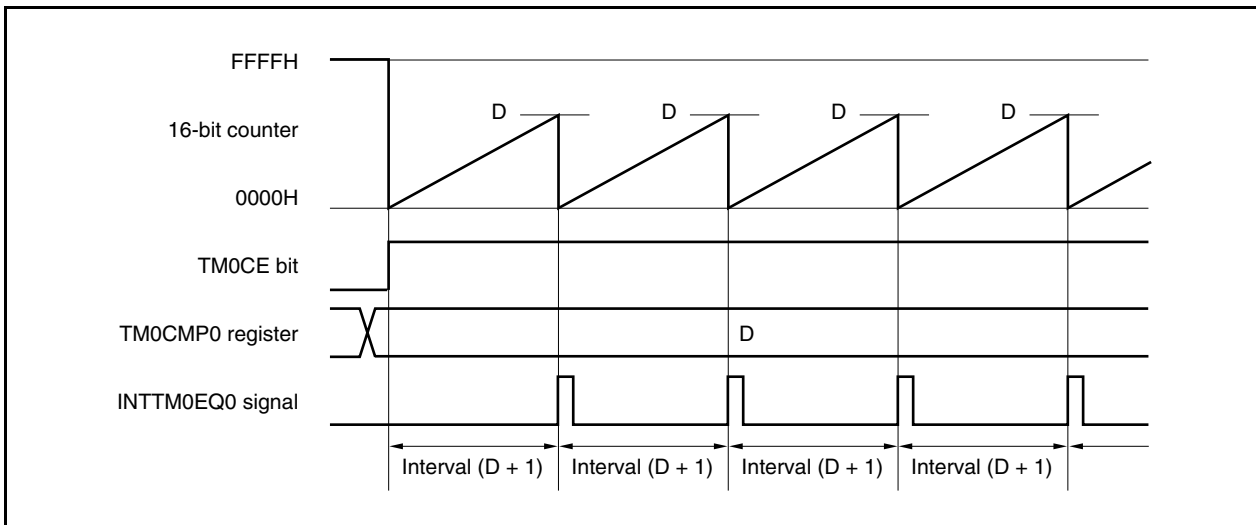 FFFFH
D D D D
16-bit counter
0000H
TM0CE bit
TM0CMP0 register D
INTTM0EQ0 signal
Interval (D + 1) Interval (D + 1) Interval (D + 1) Interval (D + 1)